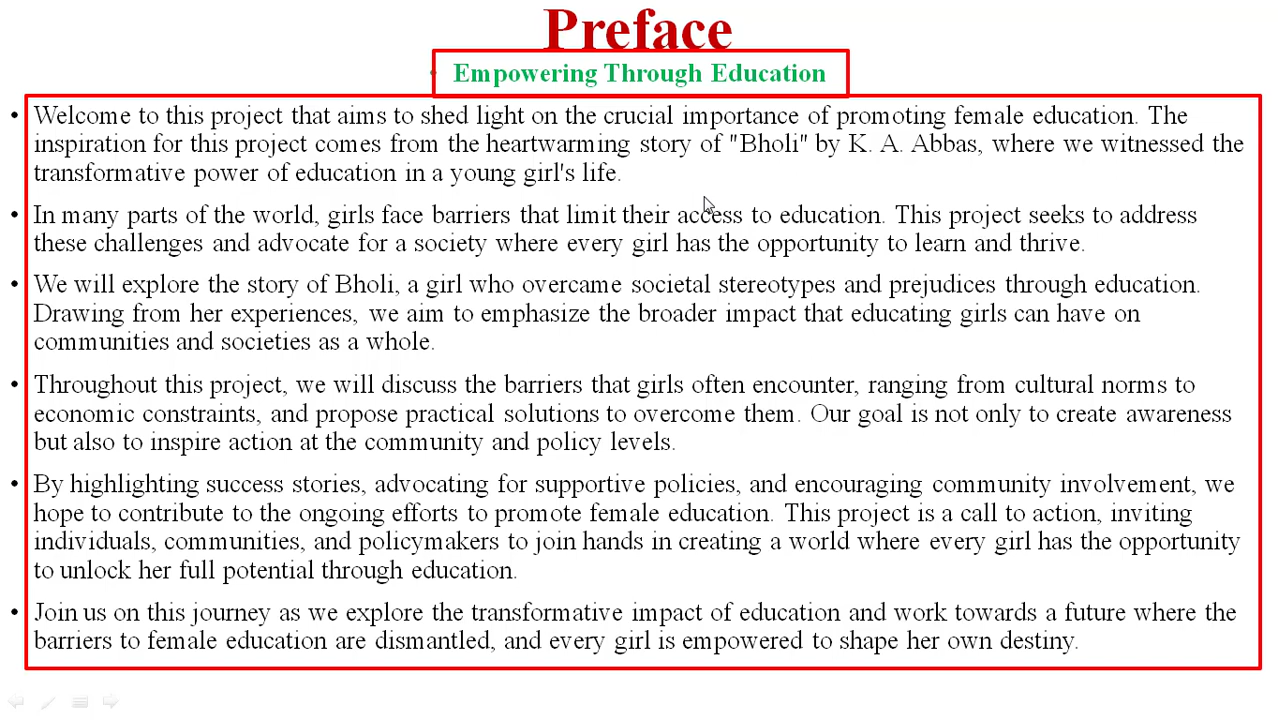 Preface
• Empowering Through Education
• Welcome to this project that aims to shed light on the crucial importance of promoting female education. The
inspiration for this project comes from the heartwarming story of "Bholi" by K. A. Abbas, where we witnessed the
transformative power of education in a young girl's life.
• In many parts of the world, girls face barriers that limit their access to education. This project seeks to address
these challenges and advocate for a society where every girl has the opportunity to learn and thrive.
• We will explore the story of Bholi, a girl who overcame societal stereotypes and prejudices through education.
Drawing from her experiences, we aim to emphasize the broader impact that educating girls can have on
communities and societies as a whole.
• Throughout this project, we will discuss the barriers that girls often encounter, ranging from cultural norms to
economic constraints, and propose practical solutions to overcome them. Our goal is not only to create awareness
but also to inspire action at the community and policy levels.
• By highlighting success stories, advocating for supportive policies, and encouraging community involvement, we
hope to contribute to the ongoing efforts to promote female education. This project is a call to action, inviting
individuals, communities, and policymakers to join hands in creating a world where every girl has the opportunity
to unlock her full potential through education.
• Join us on this journey as we explore the transformative impact of education and work towards a future where the
barriers to female education are dismantled, and every girl is empowered to shape her own destiny.